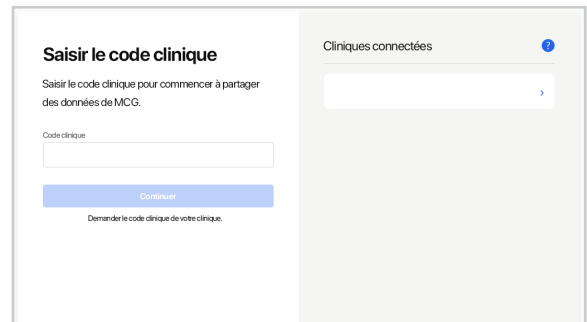 Saisir le code clinique
Saisir le code clinique pour commencer à partager
des données de MCG.
Code clinique
Continuer
Demander le code clinique de votre clinique.
Cliniques connectées
?